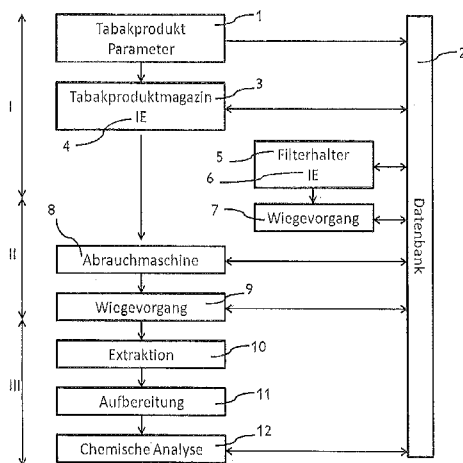 1
Tabakprodukt
Parameter
2
3
Tabakproduktmagazin
IE
4
I
5
Filterhalter
6
IE
7
Wiegevorgang
Datenbank
8
Abrauchmaschine
II
9
Wiegevorgang
10
Extraktion
III
11
Aufbereitung
12
Chemische Analyse